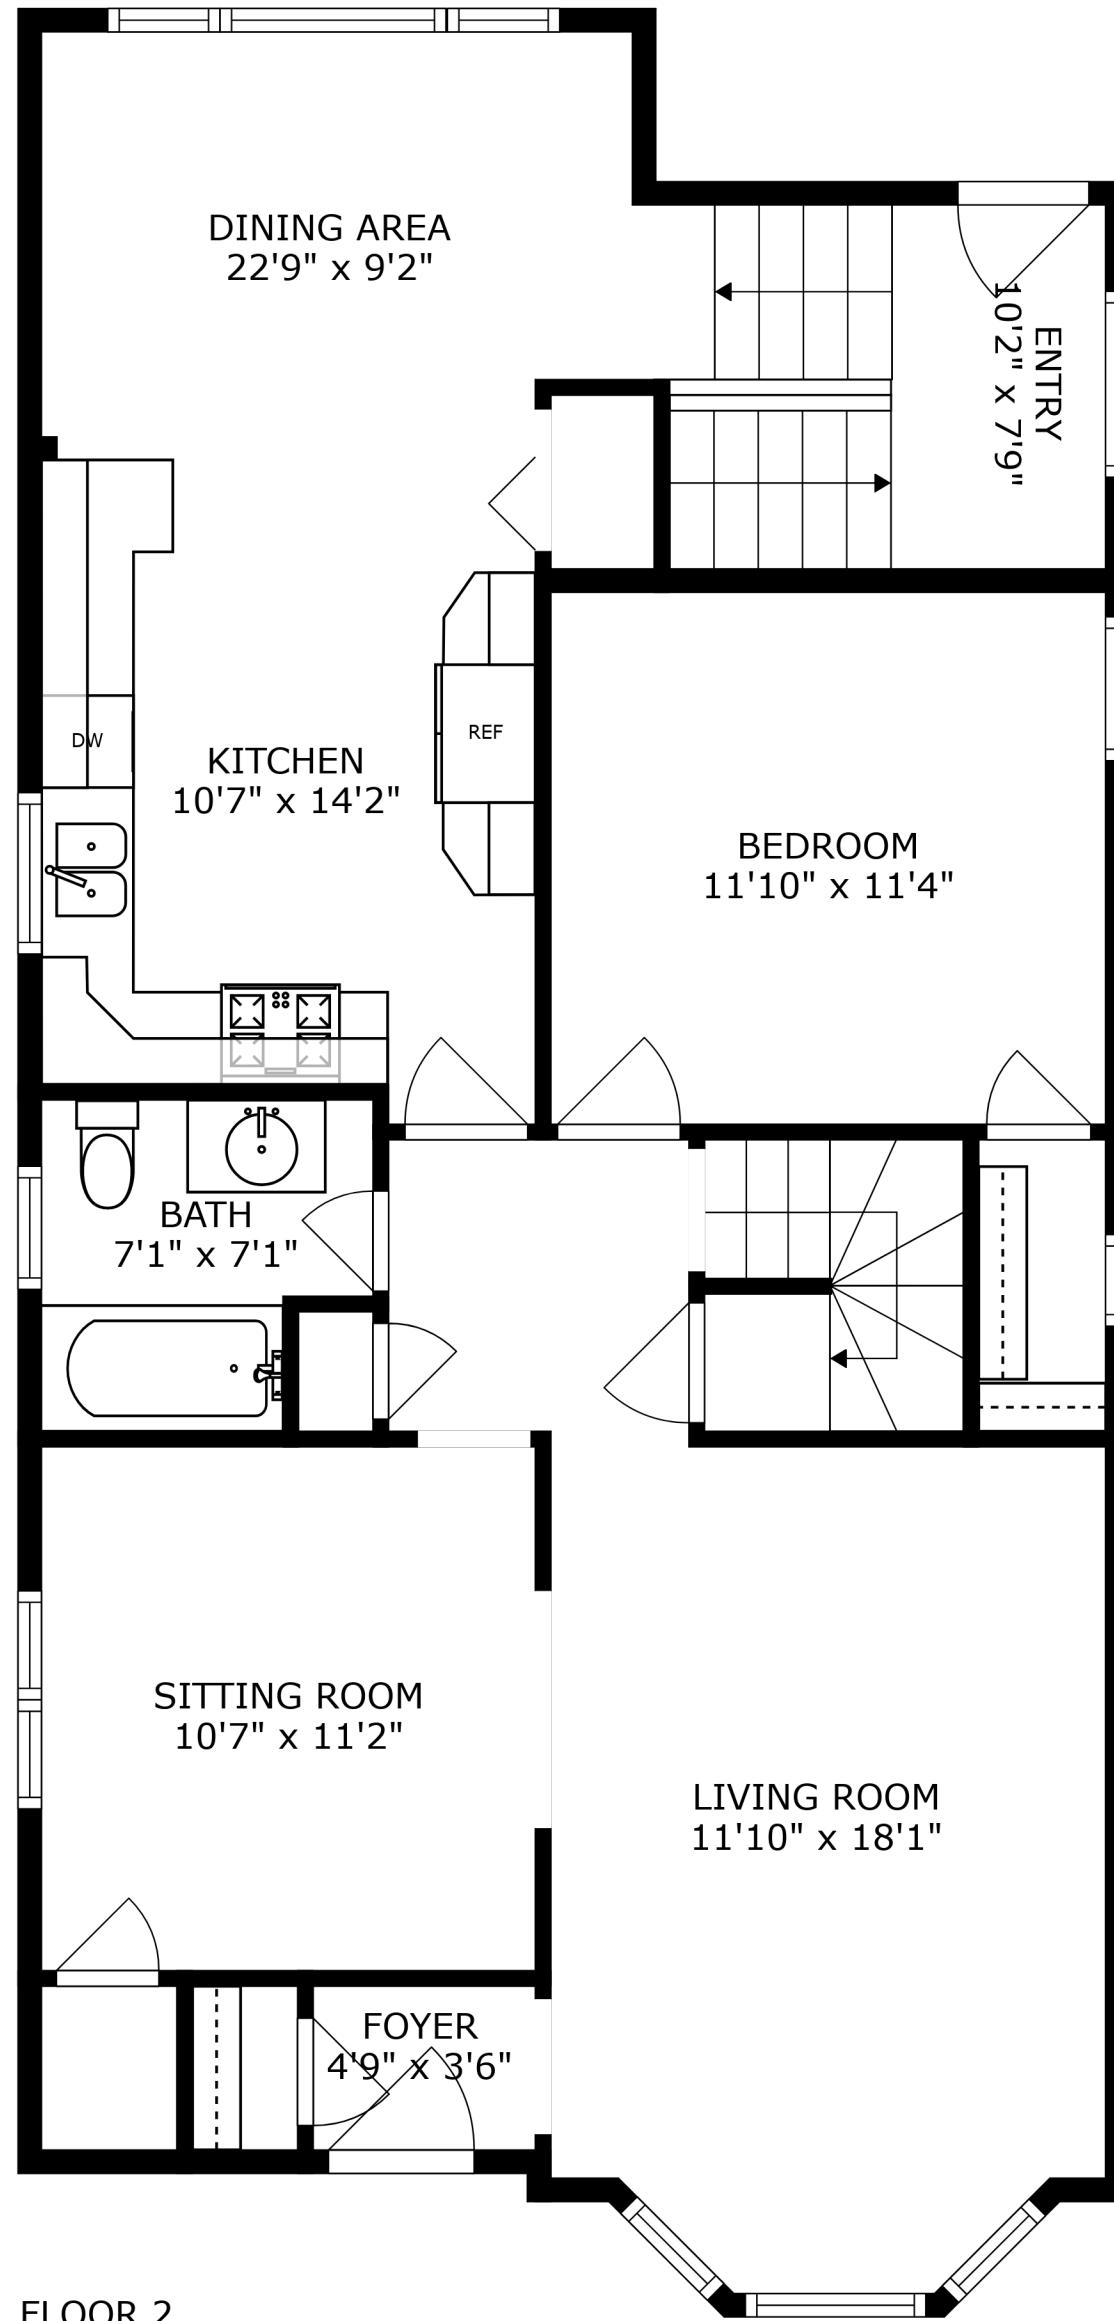 DINING AREA
22'9" x 9'2"
ENTRY
10'2" x 7'9"
REF
DW
KITCHEN
10'7" x 14'2"
BEDROOM
11'10" x 11'4"
BATH
7'1" x 7'1"
SITTING ROOM
10'7" x 11'2"
LIVING ROOM
11'10" x 18'1"
FOYER
4'9" x 3'6"
FLOOR 2